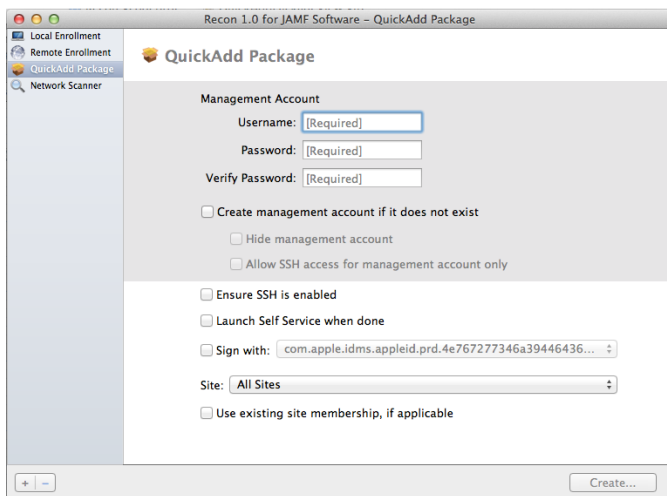 Recon 1.0 for JAMF Software – QuickAdd Package
Local Enrollment
Remote Enrollment
QuickAdd Package
Network Scanner
QuickAdd Package
Management Account
Username: [Required]
Password: [Required]
Verify Password: [Required]
Create management account if it does not exist
Hide management account
Allow SSH access for management account only
Ensure SSH is enabled
Launch Self Service when done
Sign with: com.apple.idms.appleid.prd.4e767277346a39446436...
Site: All Sites
Use existing site membership, if applicable
+ −
Create...